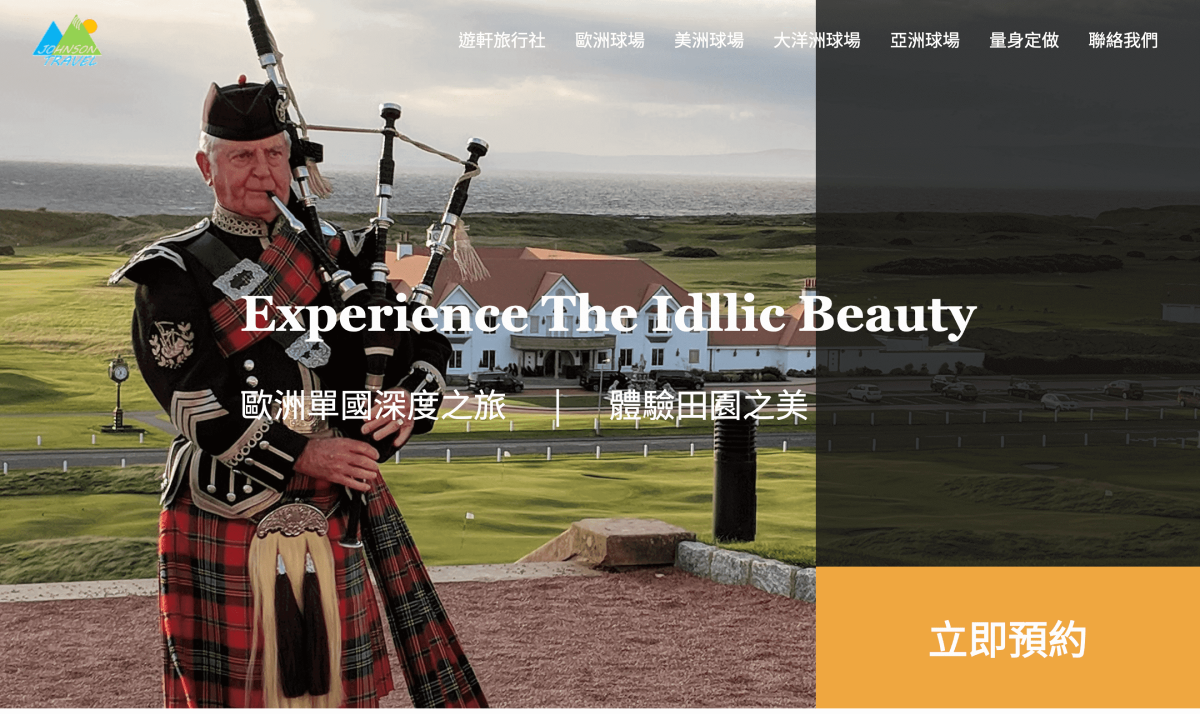 JOHNSON
TRAVEL
遊軒旅行社 歐洲球場 美洲球場 大洋洲球場 亞洲球場 量身定做 聯絡我們
Experience The Idllic Beauty
歐洲單國深度之旅 | 體驗田園之美
立即預約